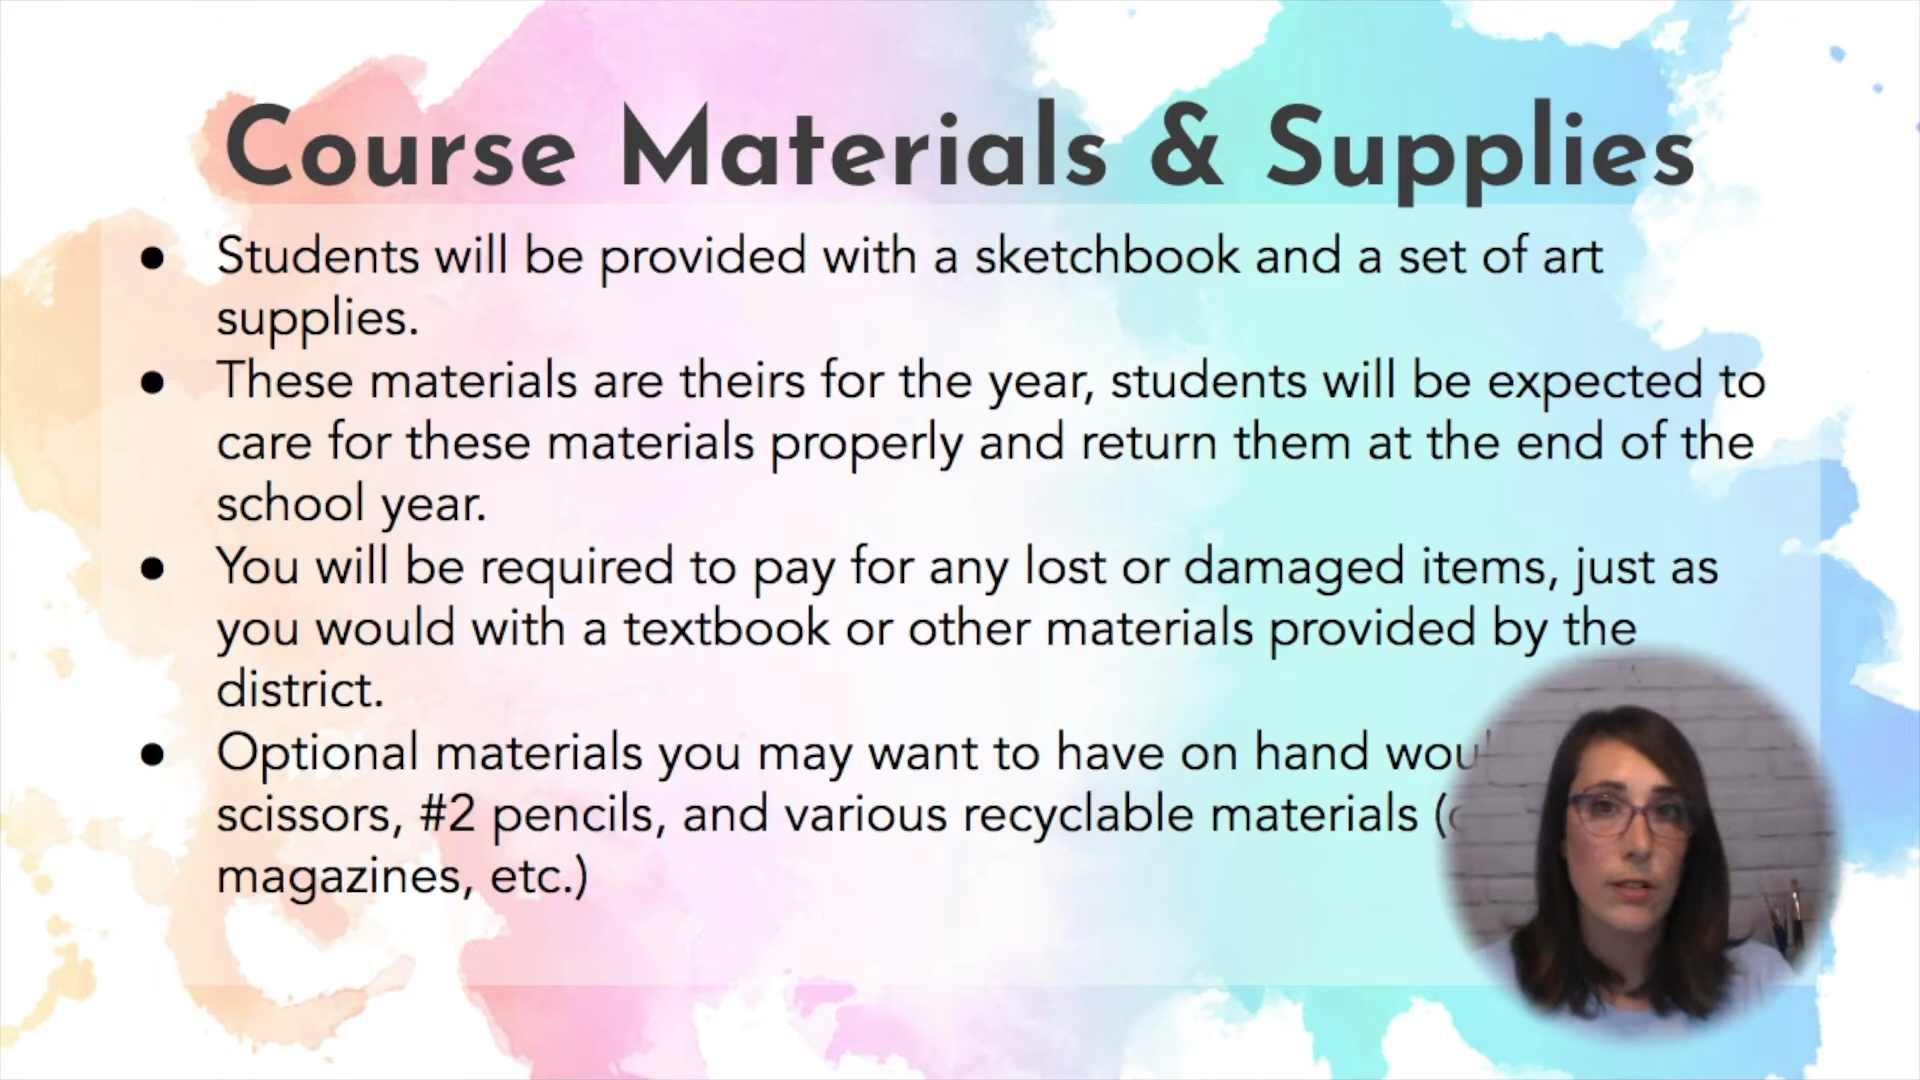 Course Materials & Supplies
● Students will be provided with a sketchbook and a set of art
supplies.
● These materials are theirs for the year, students will be expected to
care for these materials properly and return them at the end of the
school year.
● You will be required to pay for any lost or damaged items, just as
you would with a textbook or other materials provided by the
district.
● Optional materials you may want to have on hand
scissors, #2 pencils, and various recyclable materials (
magazines, etc.)